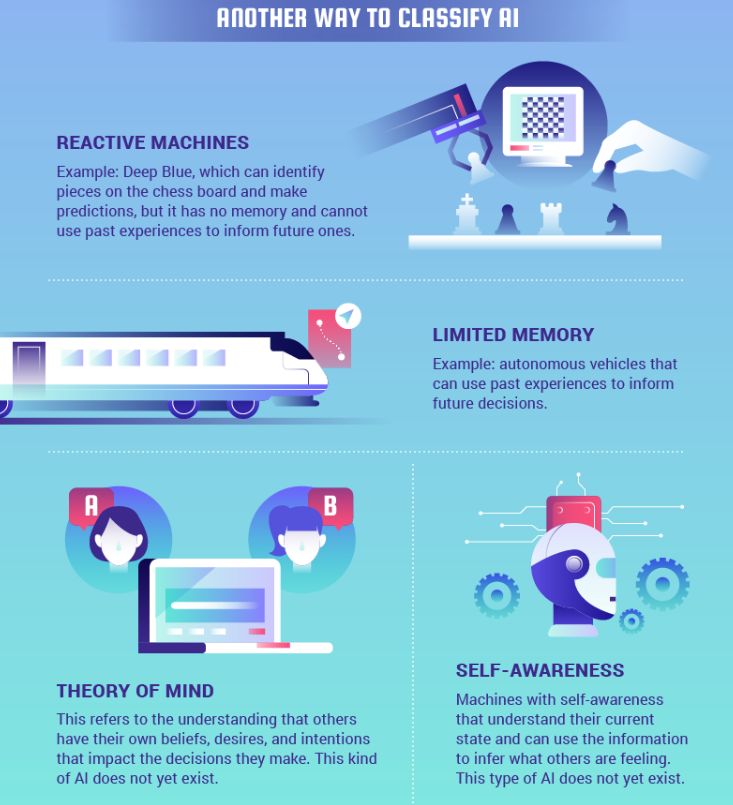 ANOTHER WAY TO CLASSIFY AI
REACTIVE MACHINES
Example: Deep Blue, which can identify
pieces on the chess board and make
predictions, but it has no memory and cannot
use past experiences to inform future ones.
LIMITED MEMORY
Example: autonomous vehicles that
can use past experiences to inform
future decisions.
A
B
THEORY OF MIND
This refers to the understanding that others
have their own beliefs, desires, and intentions
that impact the decisions they make. This kind
of AI does not yet exist.
SELF-AWARENESS
Machines with self-awareness
that understand their current
state and can use the information
to infer what others are feeling.
This type of AI does not yet exist.